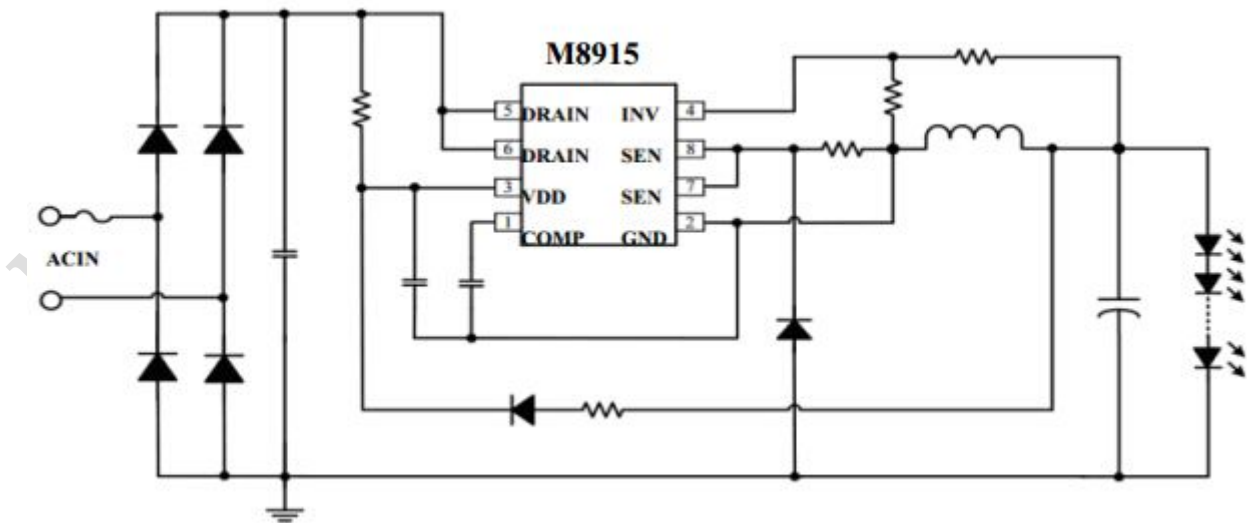 M8915
5 DRAIN INV 4
6 DRAIN SEN 8
3 VDD SEN 7
1 COMP GND 2
ACIN